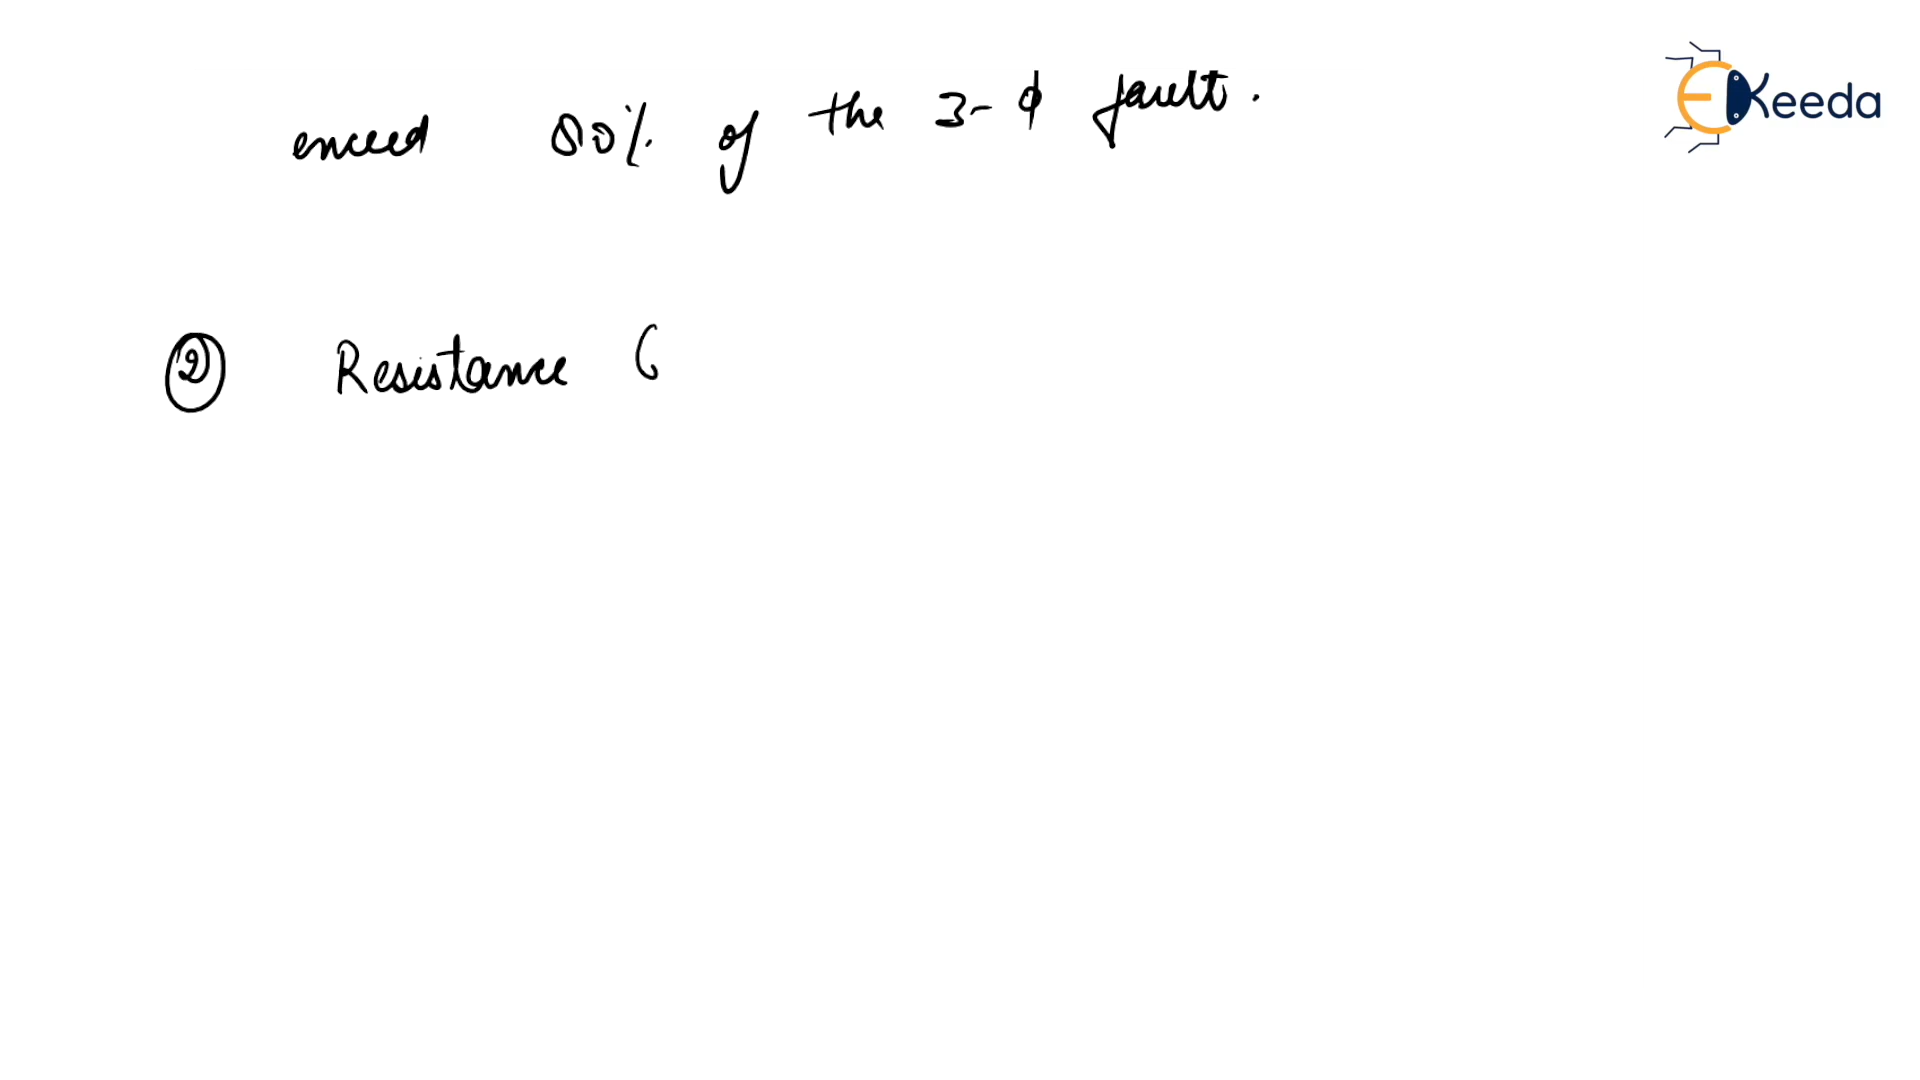 exceed 80% of the 3-ϕ fault.
EKeeda
② Resistance (